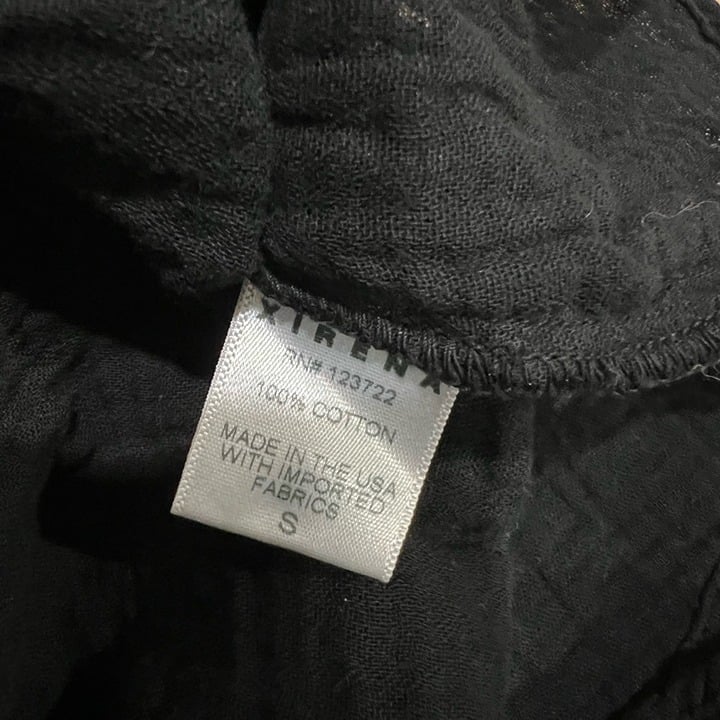 XIRENA
RN# 123722
100% COTTON
MADE IN THE USA
WITH IMPORTED
FABRICS
S